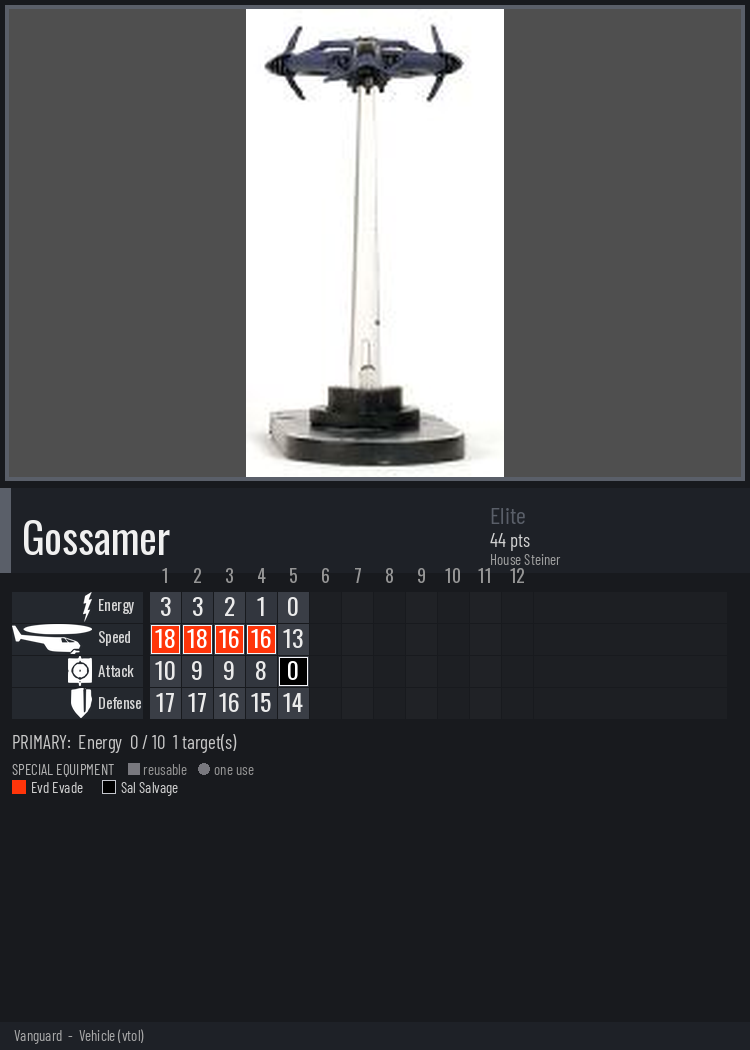 Gossamer
Elite
44 pts
House Steiner
1 2 3 4 5 6 7 8 9 10 11 12
Energy 3 3 2 1 0
Speed 18 18 16 16 13
Attack 10 9 9 8 0
Defense 17 17 16 15 14
PRIMARY: Energy 0 / 10 1 target(s)
SPECIAL EQUIPMENT reusable one use
Evd Evade Sal Salvage
Vanguard - Vehicle (vtol)